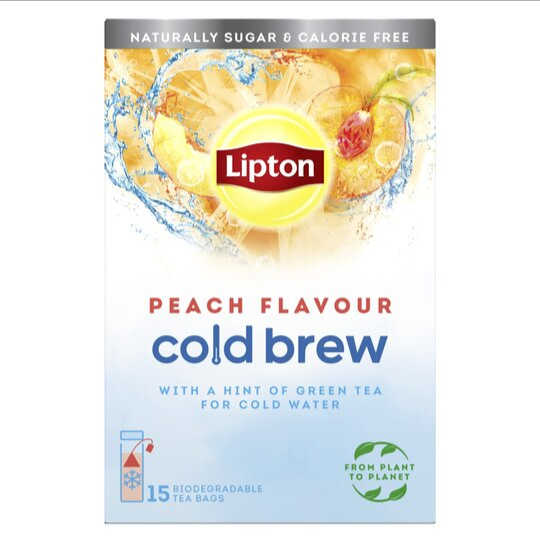 NATURALLY SUGAR & CALORIE FREE
Lipton
PEACH FLAVOUR
cold brew
WITH A HINT OF GREEN TEA
FOR COLD WATER
15 BIODEGRADABLE
TEA BAGS
FROM PLANT
TO PLANET